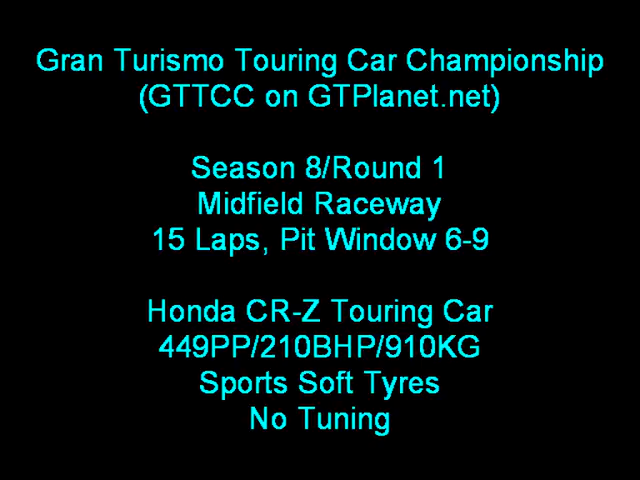 Gran Turismo Touring Car Championship
(GTTCC on GTPlanet.net)
Season 8/Round 1
Midfield Raceway
15 Laps, Pit Window 6-9
Honda CR-Z Touring Car
449PP/210BHP/910KG
Sports Soft Tyres
No Tuning